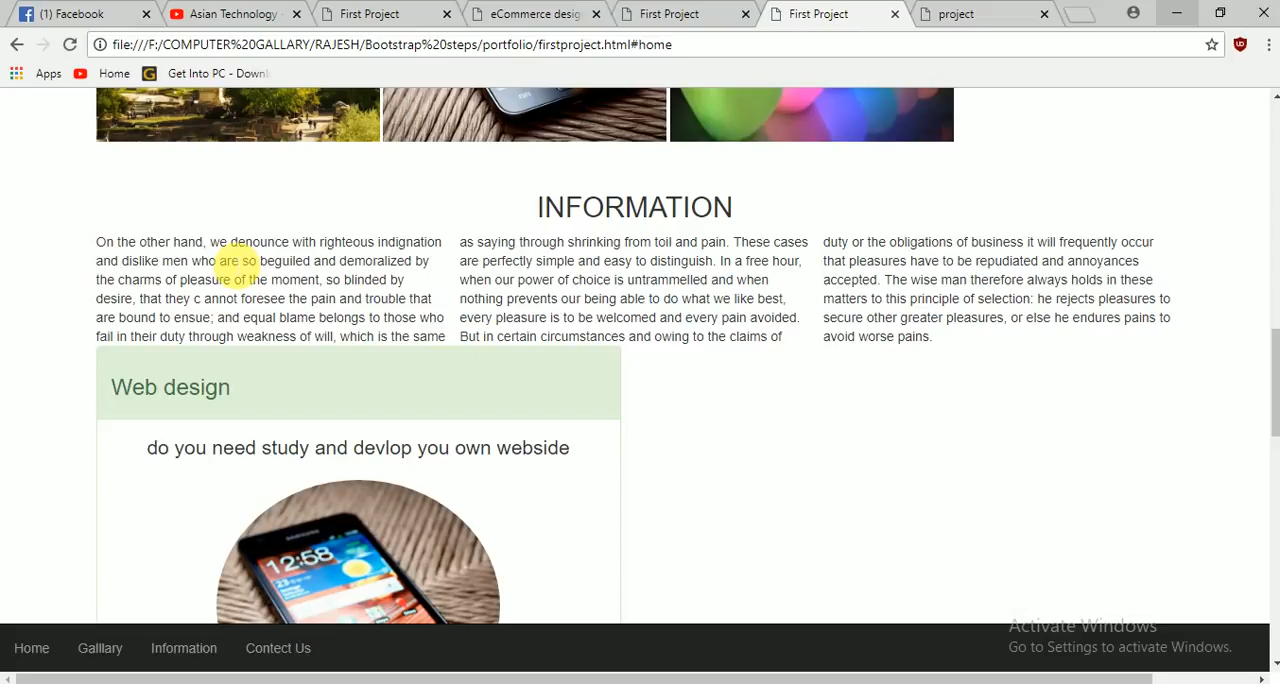 (1) Facebook
Asian Technology
First Project
eCommerce desig
First Project
First Project
project
file:///F:/COMPUTER%20GALLARY/RAJESH/Bootstrap%20steps/portfolio/firstproject.html#home
Apps
Home
Get Into PC - Downl
INFORMATION
On the other hand, we denounce with righteous indignation
and dislike men who are so beguiled and demoralized by
the charms of pleasure of the moment, so blinded by
desire, that they c annot foresee the pain and trouble that
are bound to ensue; and equal blame belongs to those who
fail in their duty through weakness of will, which is the same
as saying through shrinking from toil and pain. These cases
are perfectly simple and easy to distinguish. In a free hour,
when our power of choice is untrammelled and when
nothing prevents our being able to do what we like best,
every pleasure is to be welcomed and every pain avoided.
But in certain circumstances and owing to the claims of
duty or the obligations of business it will frequently occur
that pleasures have to be repudiated and annoyances
accepted. The wise man therefore always holds in these
matters to this principle of selection: he rejects pleasures to
secure other greater pleasures, or else he endures pains to
avoid worse pains.
Web design
do you need study and devlop you own webside
12:58
Home
Galllary
Information
Contact Us
Activate Windows
Go to Settings to activate Windows.